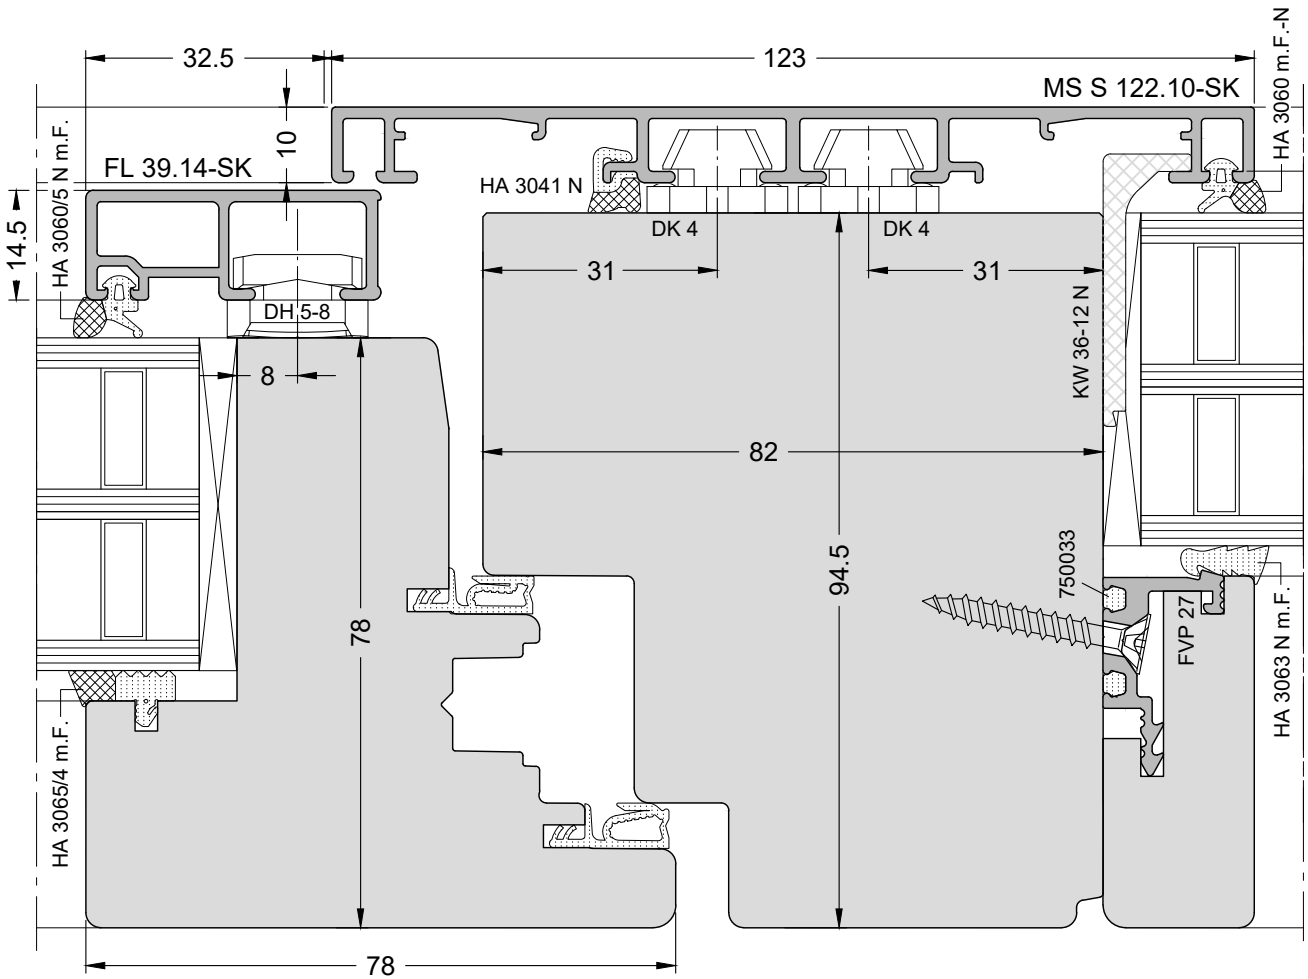 32.5
123
MS S 122.10-SK
HA 3060 m.F.-N
10
HA 3060/5 N m.F.
FL 39.14-SK
HA 3041 N
14.5
DK 4
DK 4
31
31
DH 5-8
KW 36-12 N
8
82
94.5
750033
78
FVP 27
HA 3063 N m.F.
HA 3065/4 m.F.
78